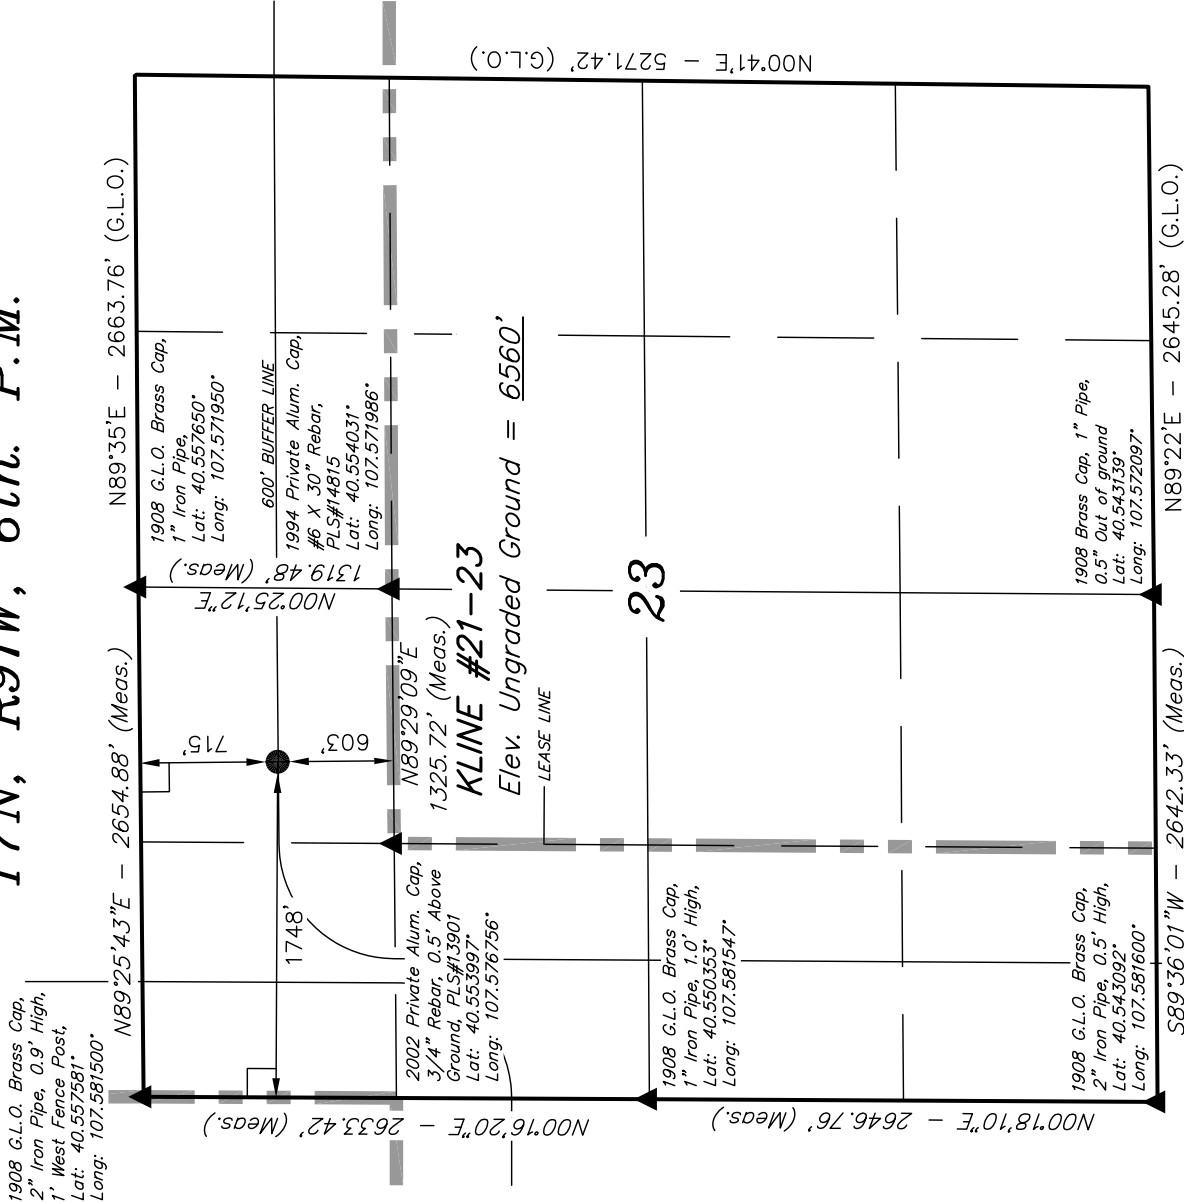 T7N, R91W, 6th. P.M.
1908 G.L.O. Brass Cap,
2" Iron Pipe, 0.9' High,
1' West Fence Post,
Lat: 40.557581°
Long: 107.581500°
N89°25'43"E - 2654.88' (Meas.)
N89°35'E - 2663.76' (G.L.O.)
1908 G.L.O. Brass Cap,
1" Iron Pipe,
Lat: 40.557650°
Long: 107.571950°
600' BUFFER LINE
1994 Private Alum. Cap,
#6 X 30" Rebar,
PLS#14815
Lat: 40.554031°
Long: 107.571986°
N00°25'12"E
1319.48' (Meas.)
715'
603'
1748'
N89°29'09"E
1325.72' (Meas.)
KLINE #21-23
Elev. Ungraded Ground = 6560'
LEASE LINE
2002 Private Alum. Cap,
3/4" Rebar, 0.5' Above
Ground, PLS#13901
Lat: 40.553997°
Long: 107.576756°
N00°16'20"E - 2633.42' (Meas.)
23
N00°41'E - 5271.42' (G.L.O.)
1908 G.L.O. Brass Cap,
1" Iron Pipe, 1.0' High,
Lat: 40.550353°
Long: 107.581547°
N00°18'10"E - 2646.76' (Meas.)
1908 G.L.O. Brass Cap,
2" Iron Pipe, 0.5' High,
Lat: 40.543092°
Long: 107.581600°
1908 Brass Cap, 1" Pipe,
0.5" Out of ground
Lat: 40.543139°
Long: 107.572097°
S89°36'01"W - 2642.33' (Meas.)
N89°22'E - 2645.28' (G.L.O.)